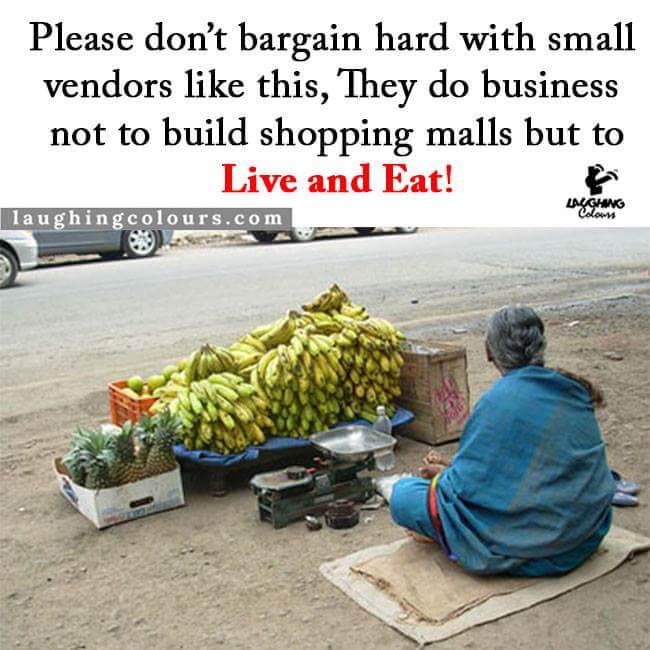 Please don't bargain hard with small
vendors like this, They do business
not to build shopping malls but to
Live and Eat!
LAUGHING
Colours
laughingcolours.com